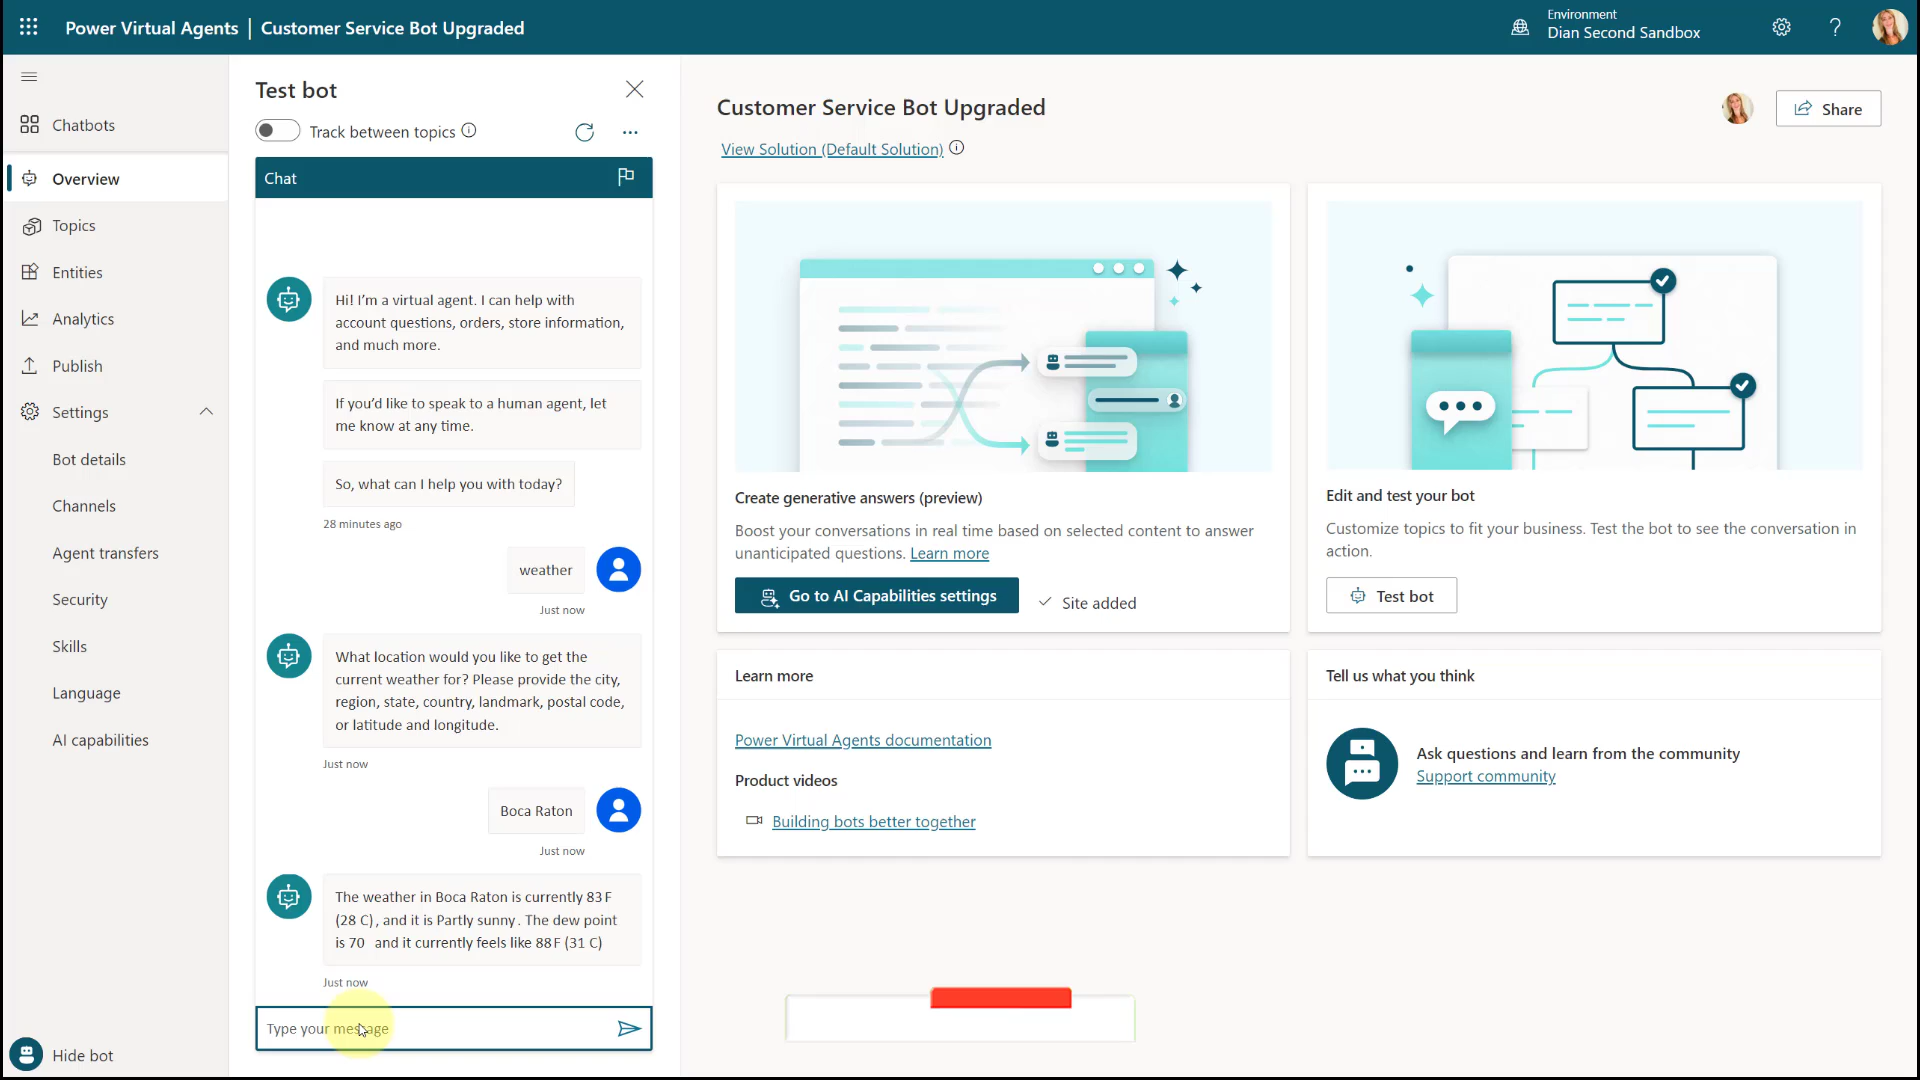 Power Virtual Agents | Customer Service Bot Upgraded
Environment
Dian Second Sandbox
Chatbots
Overview
Topics
Entities
Analytics
Publish
Settings
Bot details
Channels
Agent transfers
Security
Skills
Language
AI capabilities
Hide bot
Test bot
Track between topics
Chat
Hi! I'm a virtual agent. I can help with
account questions, orders, store information,
and much more.
If you'd like to speak to a human agent, let
me know at any time.
So, what can I help you with today?
28 minutes ago
weather
Just now
What location would you like to get the
current weather for? Please provide the city,
region, state, country, landmark, postal code,
or latitude and longitude.
Just now
Boca Raton
Just now
The weather in Boca Raton is currently 83 F
(28 C), and it is Partly sunny. The dew point
is 70 and it currently feels like 88 F (31 C)
Just now
Type your message
Customer Service Bot Upgraded
Share
View Solution (Default Solution)
Create generative answers (preview)
Boost your conversations in real time based on selected content to answer
unanticipated questions. Learn more
Go to AI Capabilities settings
Site added
Edit and test your bot
Customize topics to fit your business. Test the bot to see the conversation in
action.
Test bot
Learn more
Power Virtual Agents documentation
Product videos
Building bots better together
Tell us what you think
Ask questions and learn from the community
Support community